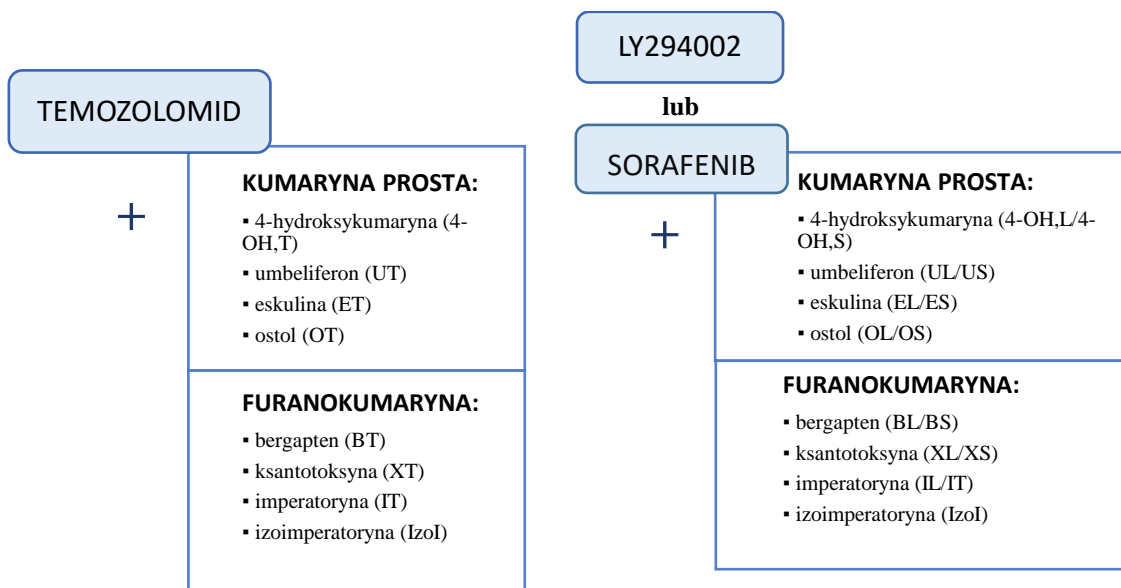 TEMOZOLOMID
+
KUMARYNA PROSTA:
▪ 4-hydroksykumaryna (4-
OH,T)
▪ umbeliferon (UT)
▪ eskulina (ET)
▪ ostol (OT)
FURANOKUMARYNA:
▪ bergapten (BT)
▪ ksantotoksyna (XT)
▪ imperatoryna (IT)
▪ izoimperatoryna (IzoI)
LY294002
lub
SORAFENIB
+
KUMARYNA PROSTA:
▪ 4-hydroksykumaryna (4-OH,L/4-
OH,S)
▪ umbeliferon (UL/US)
▪ eskulina (EL/ES)
▪ ostol (OL/OS)
FURANOKUMARYNA:
▪ bergapten (BL/BS)
▪ ksantotoksyna (XL/XS)
▪ imperatoryna (IL/IT)
▪ izoimperatoryna (IzoI)